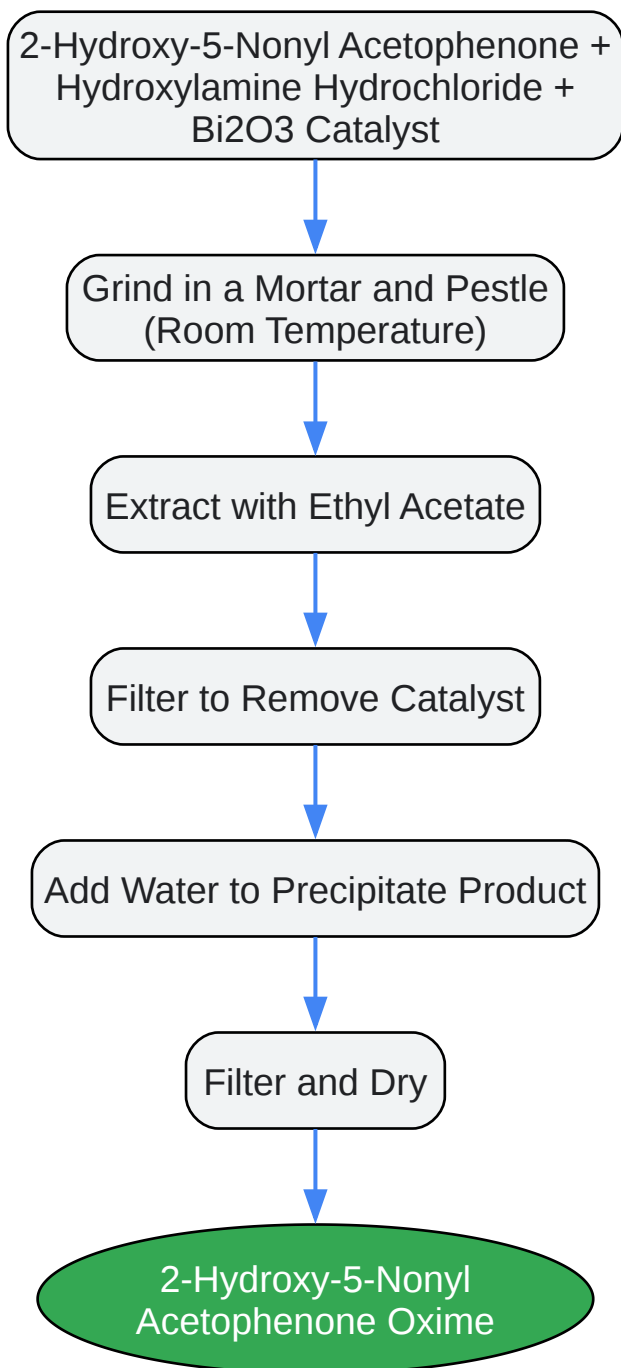 2-Hydroxy-5-Nonyl Acetophenone +
Hydroxylamine Hydrochloride +
Bi2O3 Catalyst
Grind in a Mortar and Pestle
(Room Temperature)
Extract with Ethyl Acetate
Filter to Remove Catalyst
Add Water to Precipitate Product
Filter and Dry
2-Hydroxy-5-Nonyl
Acetophenone Oxime